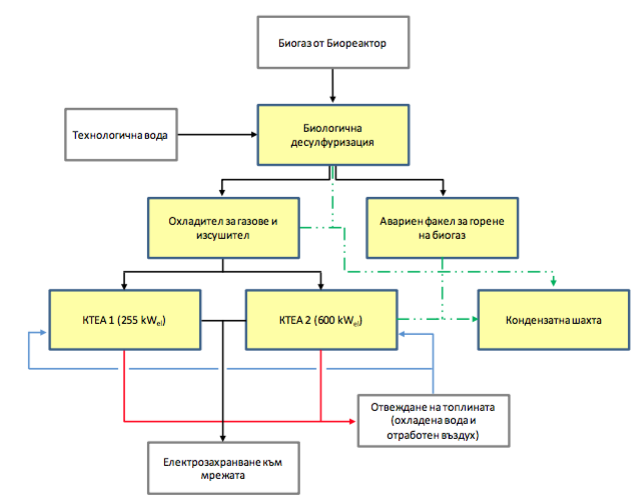 Биогаз от Биореактор
Технологична вода
Биологична
десулфуризация
Охладител за газове и
изсушител
Авариен факел за горене
на биогаз
КТЕА 1 (255 kWel)
КТЕА 2 (600 kWel)
Кондензатна шахта
Отвеждане на топлината
(охладена вода и
отработен въздух)
Електрозахранване към
мрежата